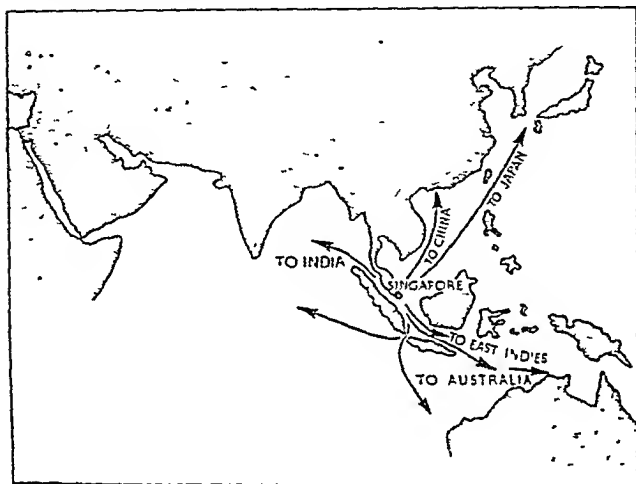 TO JAPAN
TO CHINA
TO INDIA
SINGAPORE
TO EAST INDIES
TO AUSTRALIA